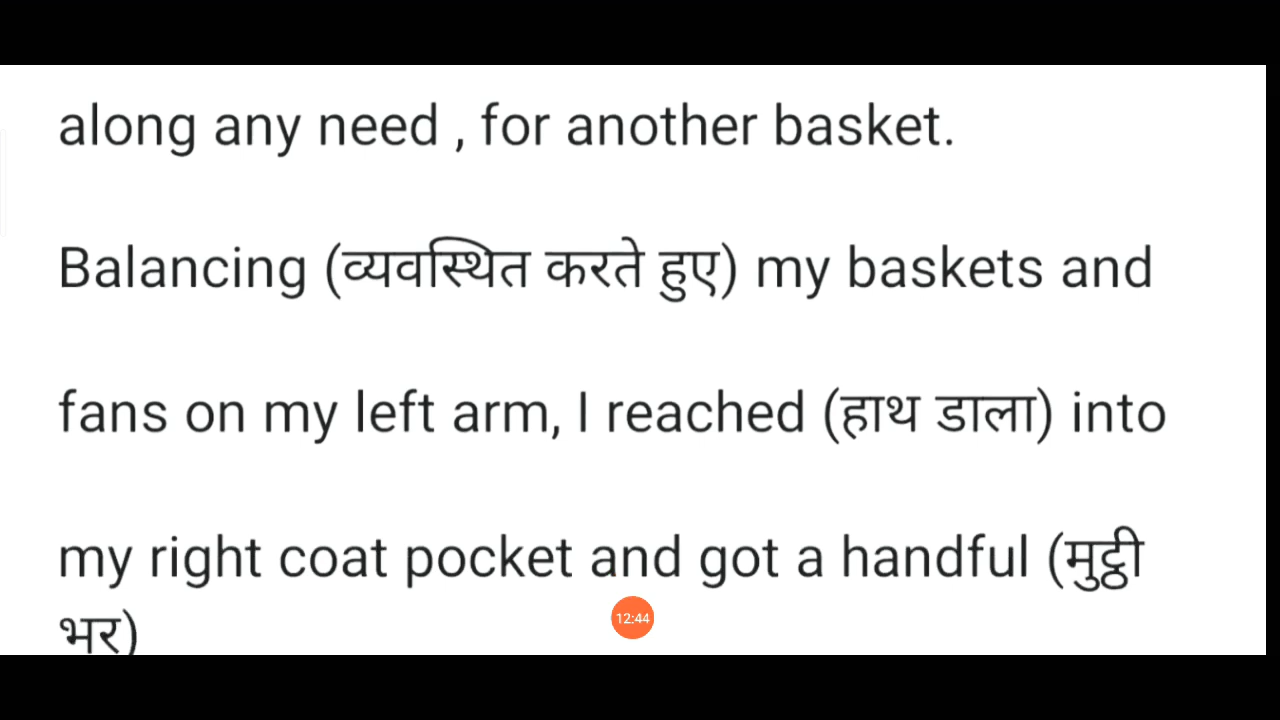 along any need , for another basket.
Balancing (व्यवस्थित करते हुए) my baskets and
fans on my left arm, I reached (हाथ डाला) into
my right coat pocket and got a handful (मुट्ठी
भर)
12:44